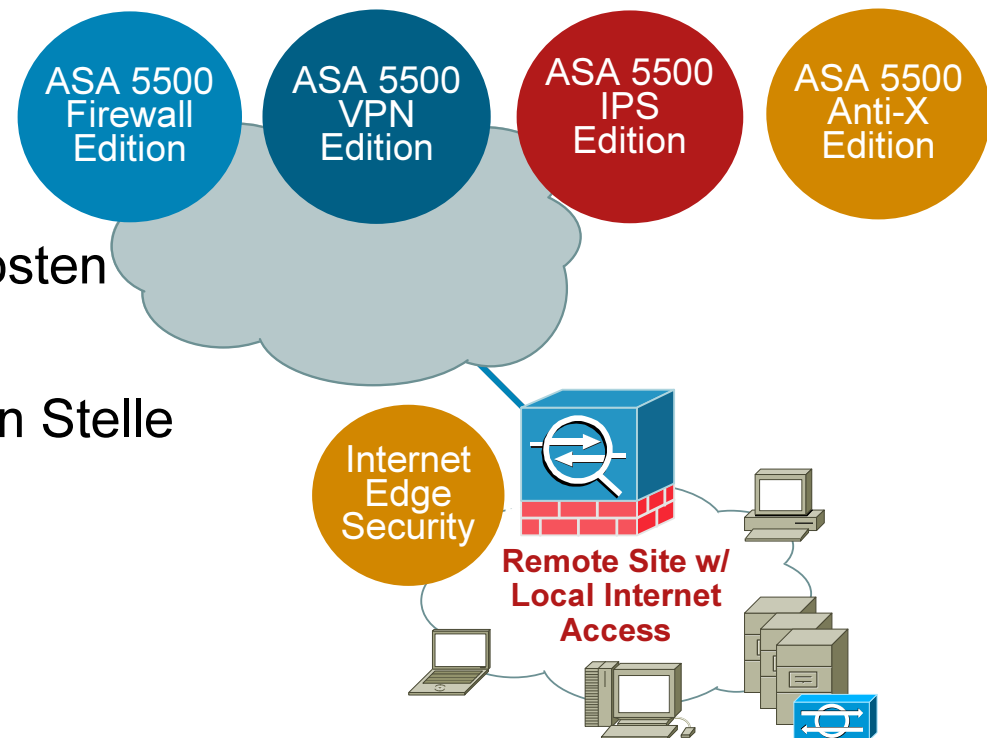 ASA 5500
Firewall
Edition
ASA 5500
VPN
Edition
ASA 5500
IPS
Edition
ASA 5500
Anti-X
Edition
osten
n Stelle
Internet
Edge
Security
Remote Site w/
Local Internet
Access